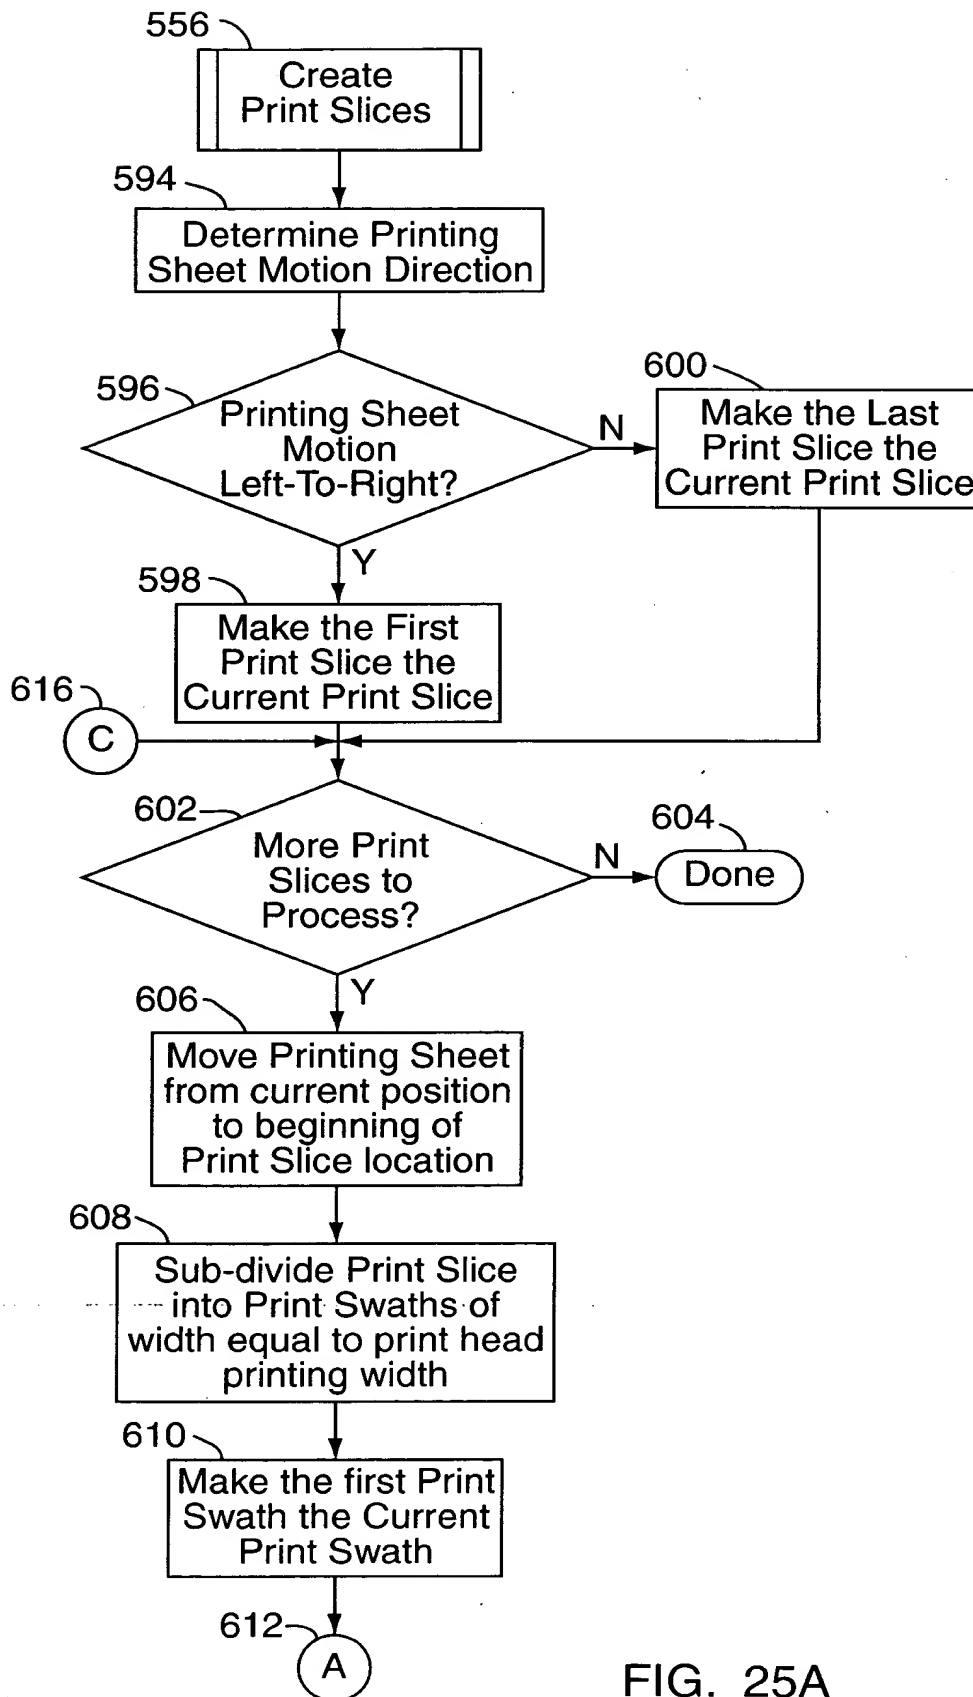 556
Create
Print Slices
594
Determine Printing
Sheet Motion Direction
596
Printing Sheet
Motion
Left-To-Right?
N
600
Make the Last
Print Slice the
Current Print Slice
Y
598
Make the First
Print Slice the
Current Print Slice
616
C
602
More Print
Slices to
Process?
N
604
Done
Y
606
Move Printing Sheet
from current position
to beginning of
Print Slice location
608
Sub-divide Print Slice
into Print Swaths of
width equal to print head
printing width
610
Make the first Print
Swath the Current
Print Swath
612
A
FIG. 25A